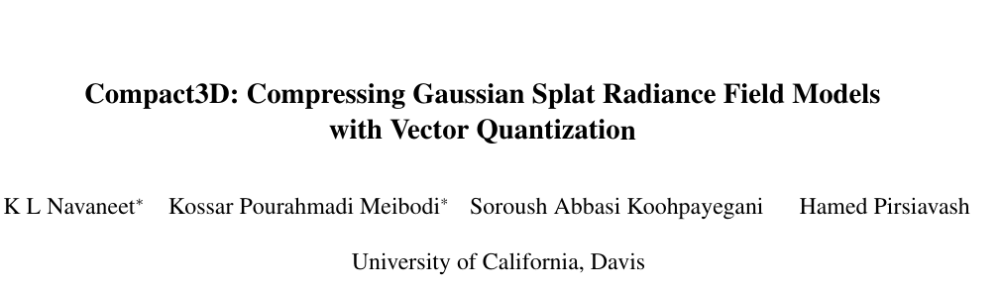 Compact3D: Compressing Gaussian Splat Radiance Field Models
with Vector Quantization
K L Navaneet* Kossar Pourahmadi Meibodi* Soroush Abbasi Koohpayegani Hamed Pirsiavash
University of California, Davis